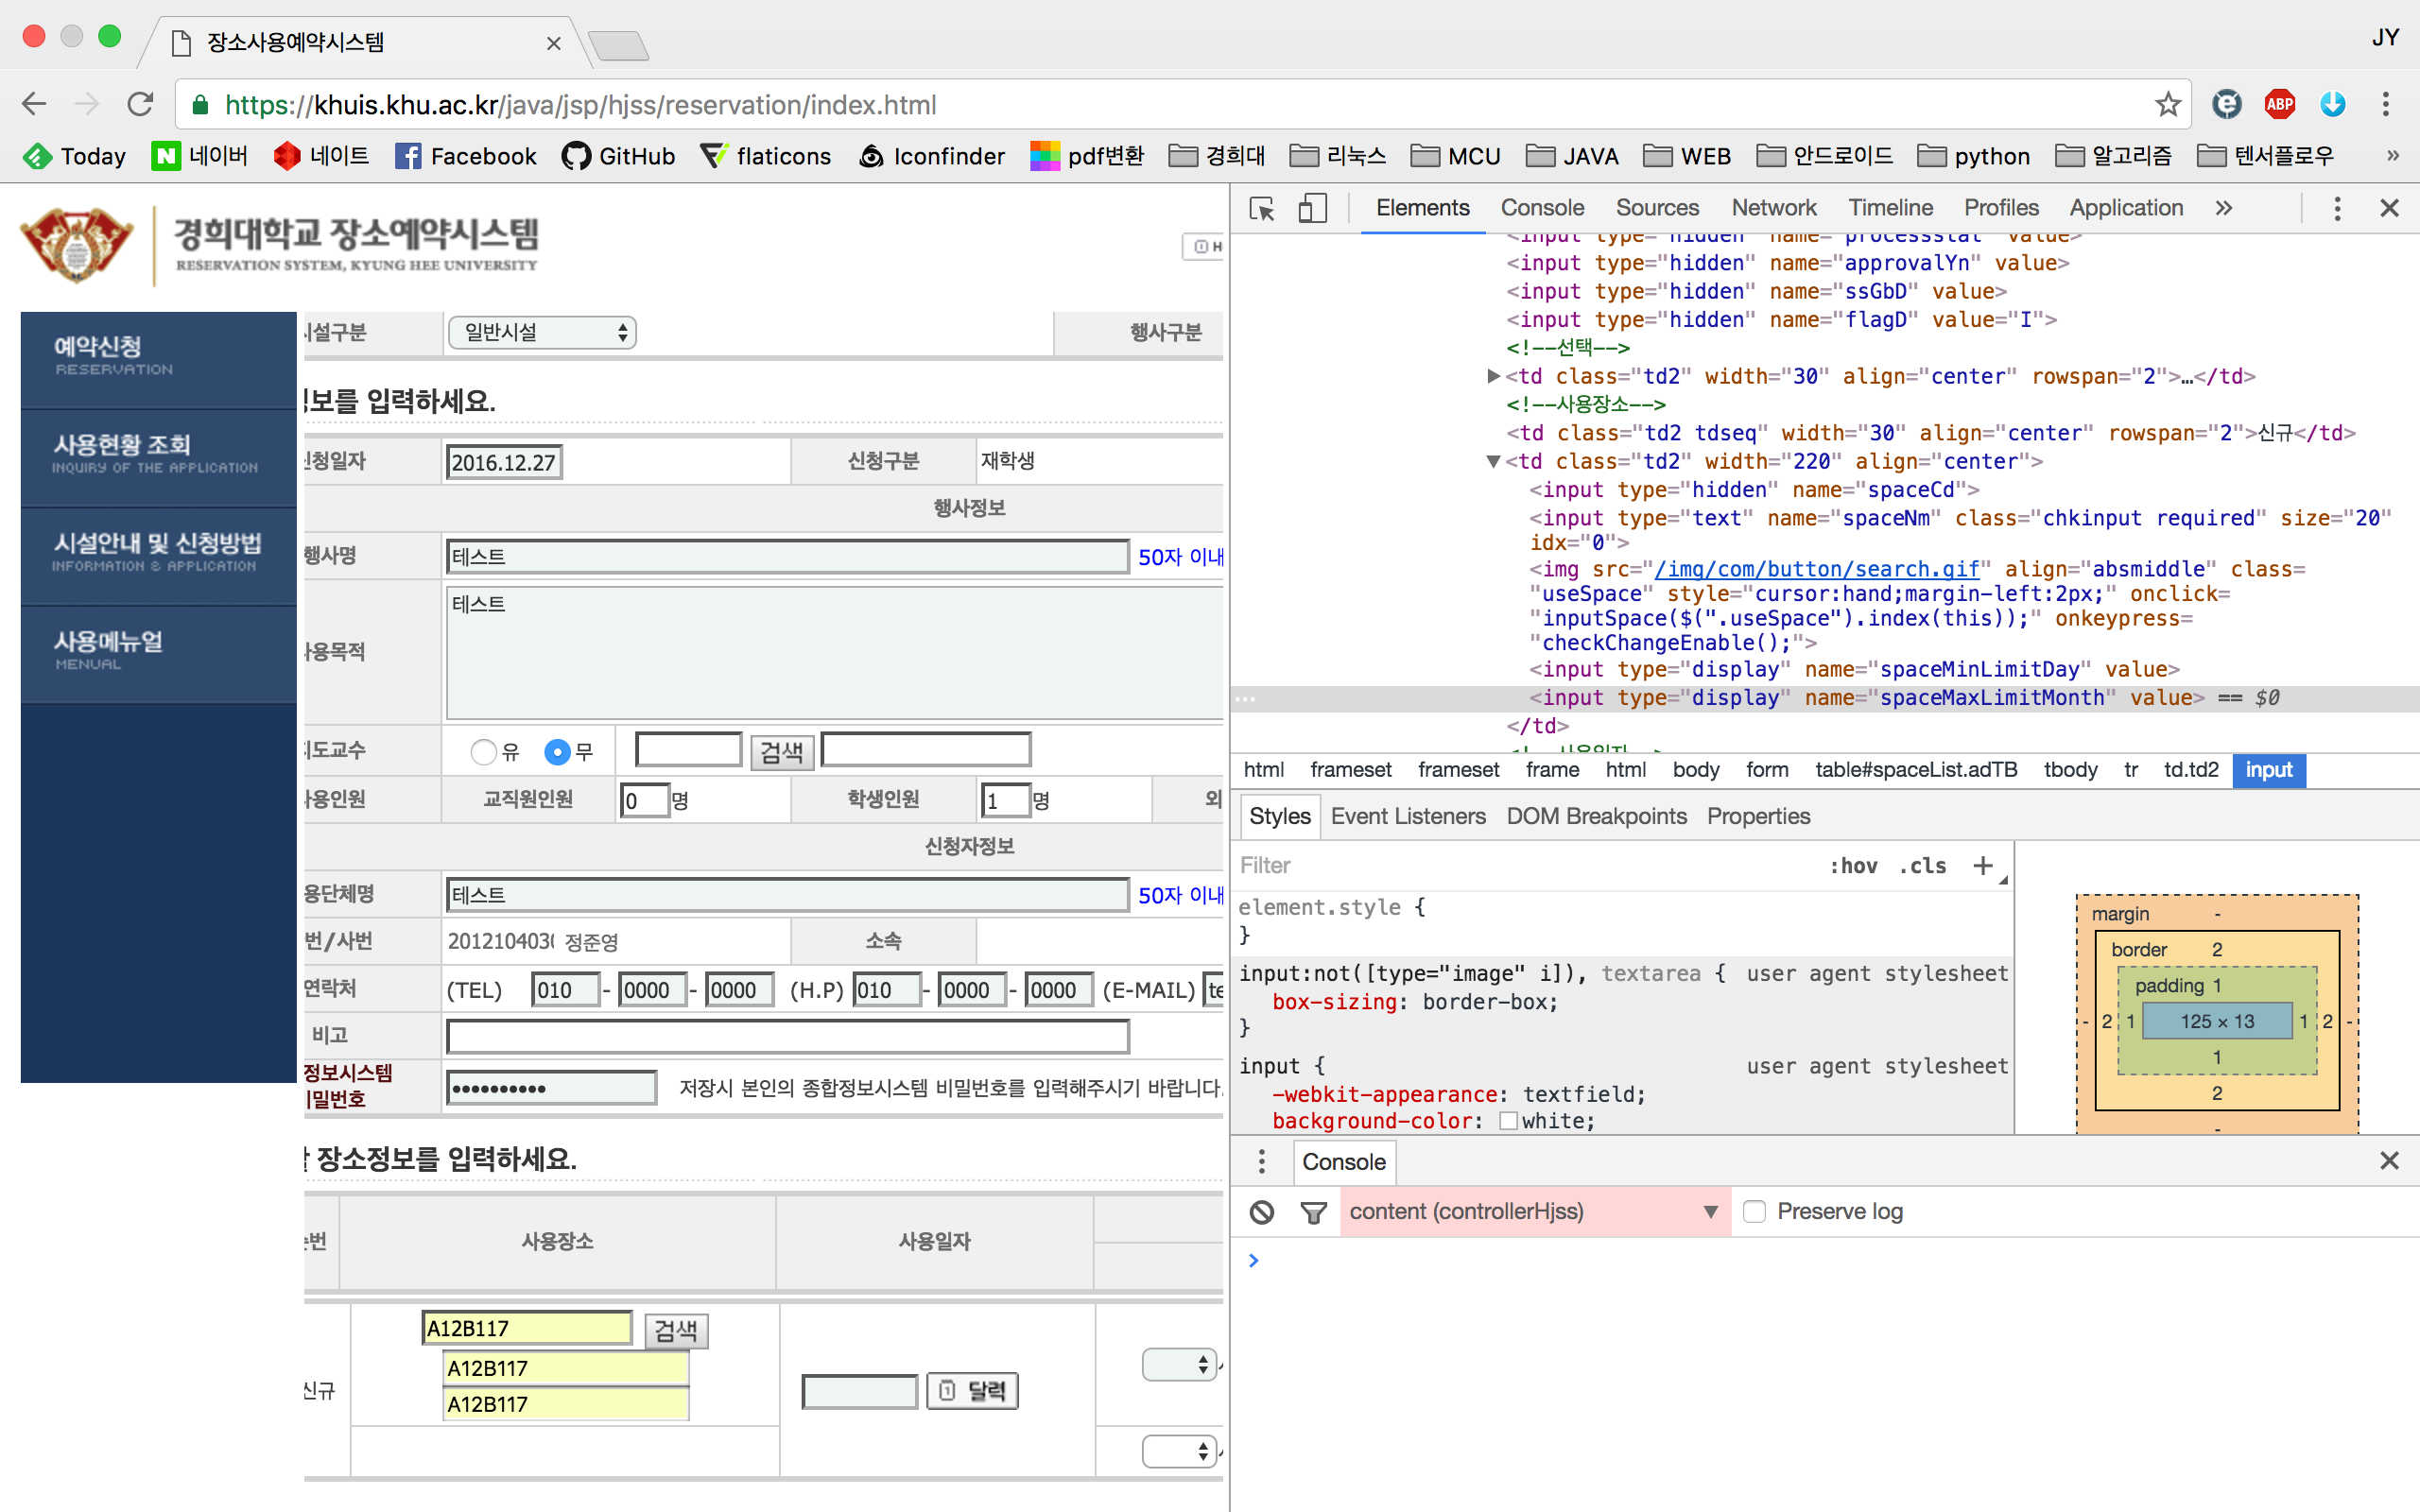 장소사용예약시스템
JY
https://khuis.khu.ac.kr/java/jsp/hjss/reservation/index.html
ABP
Today 네이버 네이트 Facebook GitHub flaticons Iconfinder pdf변환 경희대 리눅스 MCU JAVA WEB 안드로이드 python 알고리즘 텐서플로우 »
경희대학교 장소예약시스템
RESERVATION SYSTEM, KYUNG HEE UNIVERSITY
예약신청
RESERVATION
사용현황 조회
INQUIRY OF THE APPLICATION
시설안내 및 신청방법
INFORMATION & APPLICATION
사용메뉴얼
MENUAL
시설구분 일반시설 행사구분
정보를 입력하세요.
신청일자 2016.12.27 신청구분 재학생
행사정보
행사명 테스트 50자 이내
사용목적 테스트
지도교수 유 무 검색
사용인원 교직원인원 0 명 학생인원 1 명 외
신청자정보
용단체명 테스트 50자 이내
번/사번 2012104030 정준영 소속
연락처 (TEL) 010 - 0000 - 0000 (H.P) 010 - 0000 - 0000 (E-MAIL) te
비고
정보시스템
비밀번호 •••••••••• 저장시 본인의 종합정보시스템 비밀번호를 입력해주시기 바랍니다.
할 장소정보를 입력하세요.
순번 사용장소 사용일자
신규 A12B117 검색
A12B117
A12B117
달력
Elements Console Sources Network Timeline Profiles Application »
<input type="hidden" name="processstat" value>
<input type="hidden" name="approvalYn" value>
<input type="hidden" name="ssGbD" value>
<input type="hidden" name="flagD" value="I">
<!--선택-->
▶<td class="td2" width="30" align="center" rowspan="2">…</td>
<!--사용장소-->
<td class="td2 tdseq" width="30" align="center" rowspan="2">신규</td>
▼<td class="td2" width="220" align="center">
<input type="hidden" name="spaceCd">
<input type="text" name="spaceNm" class="chkinput required" size="20"
idx="0">
<img src="/img/com/button/search.gif" align="absmiddle" class=
"useSpace" style="cursor:hand;margin-left:2px;" onclick=
"inputSpace($(".useSpace").index(this));" onkeypress=
"checkChangeEnable();">
<input type="display" name="spaceMinLimitDay" value>
… <input type="display" name="spaceMaxLimitMonth" value> == $0
</td>
<!--사용일자-->
html frameset frameset frame html body form table#spaceList.adTB tbody tr td.td2 input
Styles Event Listeners DOM Breakpoints Properties
Filter :hov .cls +
element.style {
}
input:not([type="image" i]), textarea { user agent stylesheet
box-sizing: border-box;
}
input { user agent stylesheet
-webkit-appearance: textfield;
background-color: white;
margin -
border 2
padding 1
- 2 1 125 × 13 1 2 -
1
2
-
Console
content (controllerHjss) ▼ Preserve log
>